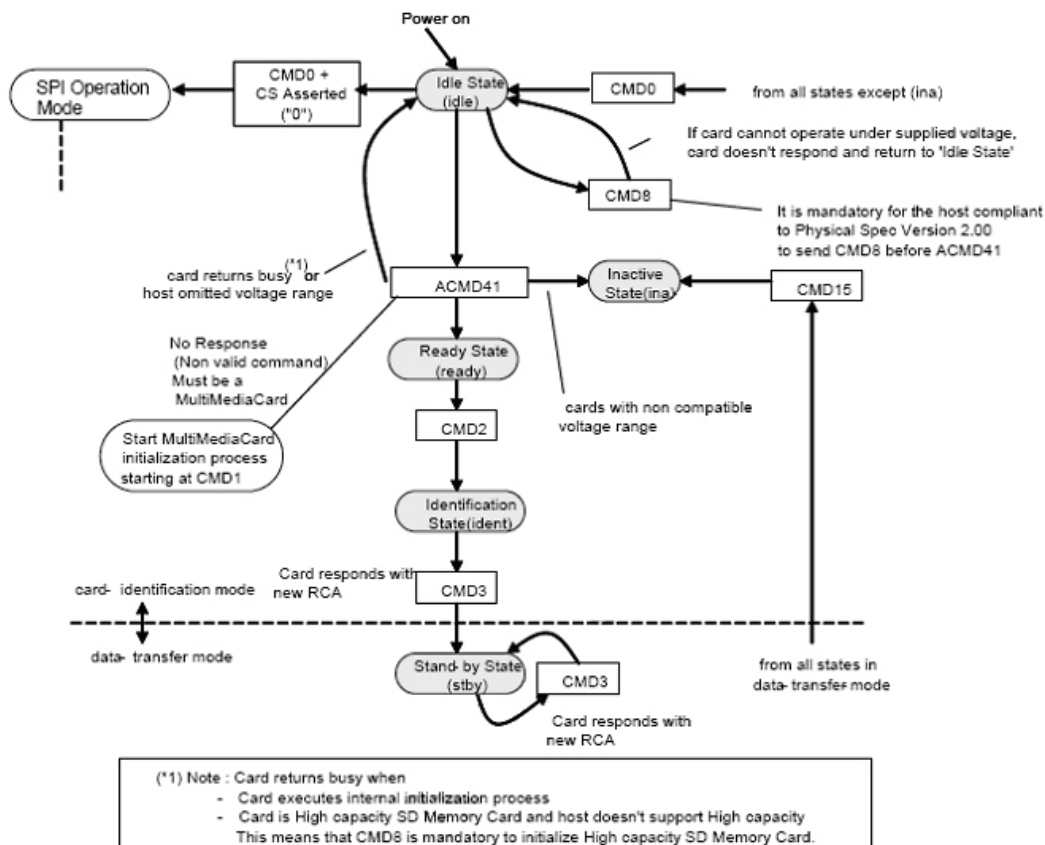 Power on
SPI Operation
Mode
CMD0 +
CS Asserted
("0")
Idle State
(idle)
CMD0
from all states except (ina)
If card cannot operate under supplied voltage,
card doesn't respond and return to 'Idle State'
CMD8
It is mandatory for the host compliant
to Physical Spec Version 2.00
to send CMD8 before ACMD41
card returns busy (*1) or
host omitted voltage range
ACMD41
Inactive
State(ina)
CMD15
No Response
(Non valid command)
Must be a
MultiMediaCard
Ready State
(ready)
cards with non compatible
voltage range
CMD2
Start MultiMediaCard
initialization process
starting at CMD1
Identification
State(ident)
Card responds with
new RCA
CMD3
card- identification mode
data- transfer mode
Stand- by State
(stby)
CMD3
Card responds with
new RCA
from all states in
data- transfer mode
(*1) Note : Card returns busy when
- Card executes internal initialization process
- Card is High capacity SD Memory Card and host doesn't support High capacity
This means that CMD8 is mandatory to initialize High capacity SD Memory Card.